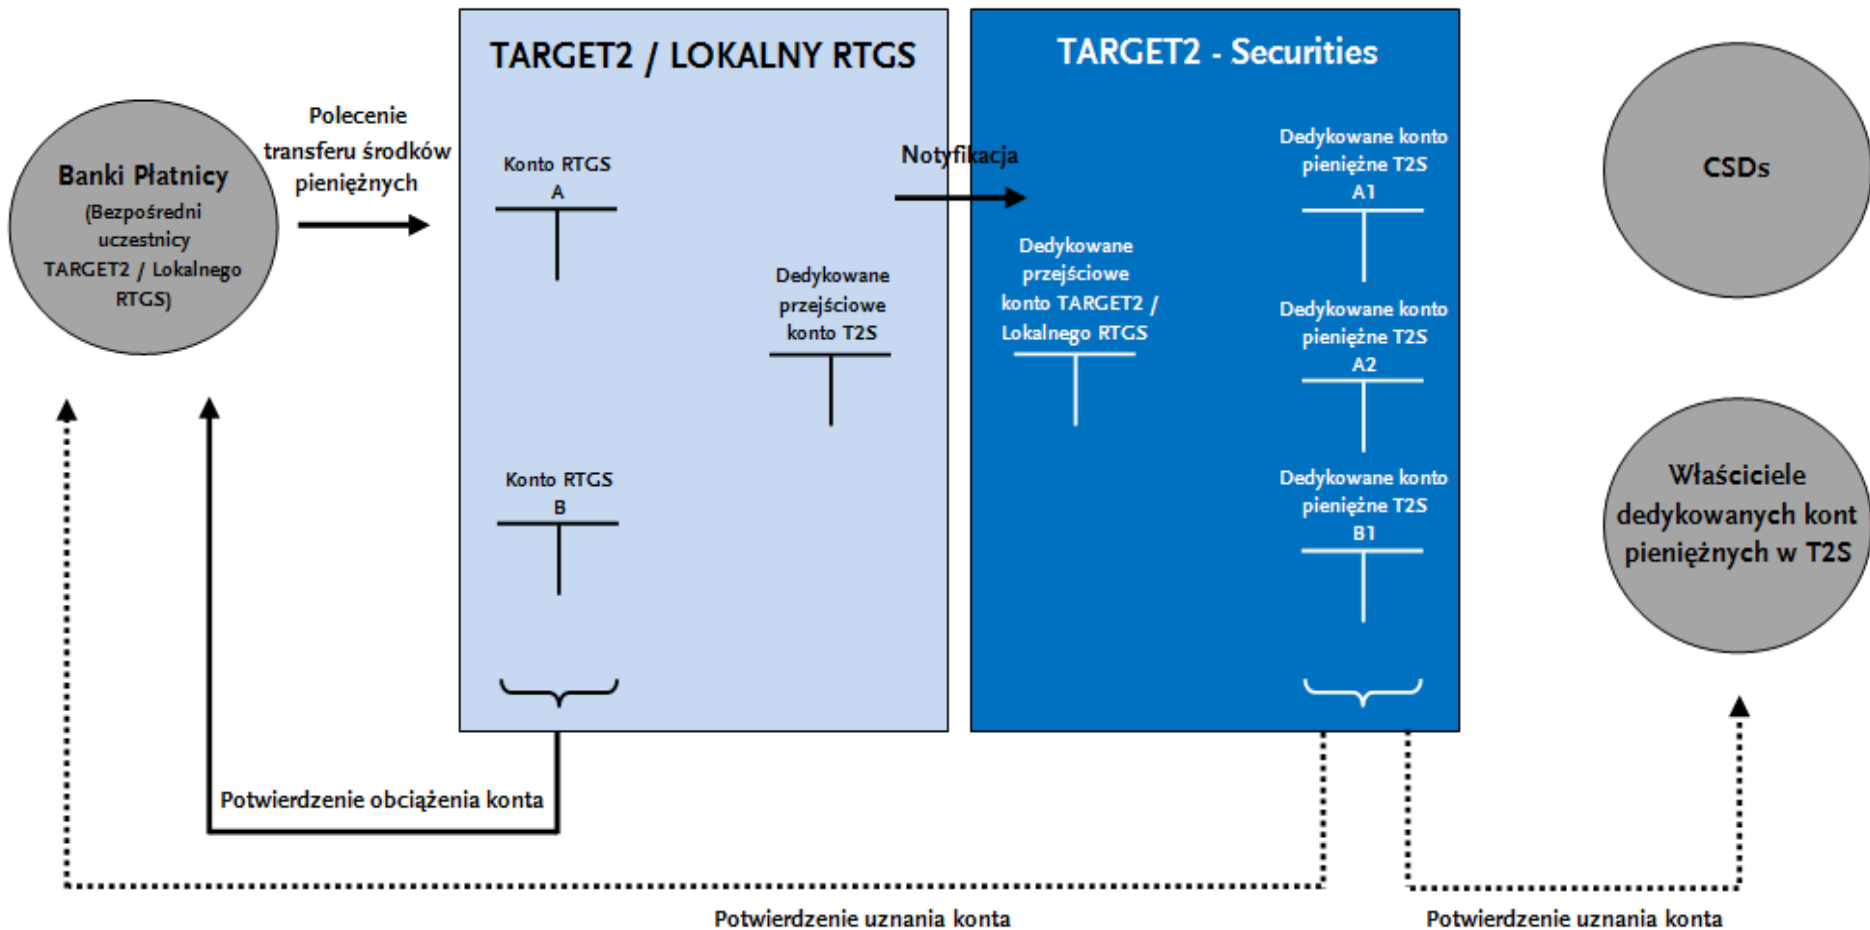 TARGET2 / LOKALNY RTGS
TARGET2 - Securities
Banki Płatnicy
(Bezpośredni
uczestnicy
TARGET2 / Lokalnego
RTGS)
Polecenie
transferu środków
pieniężnych
Konto RTGS
A
Dedykowane
przejściowe
konto T2S
Konto RTGS
B
Notyfikacja
Dedykowane
przejściowe
konto TARGET2 /
Lokalnego RTGS
Dedykowane konto
pieniężne T2S
A1
Dedykowane konto
pieniężne T2S
A2
Dedykowane konto
pieniężne T2S
B1
CSDs
Właściciele
dedykowanych kont
pieniężnych w T2S
Potwierdzenie obciążenia konta
Potwierdzenie uznania konta
Potwierdzenie uznania konta